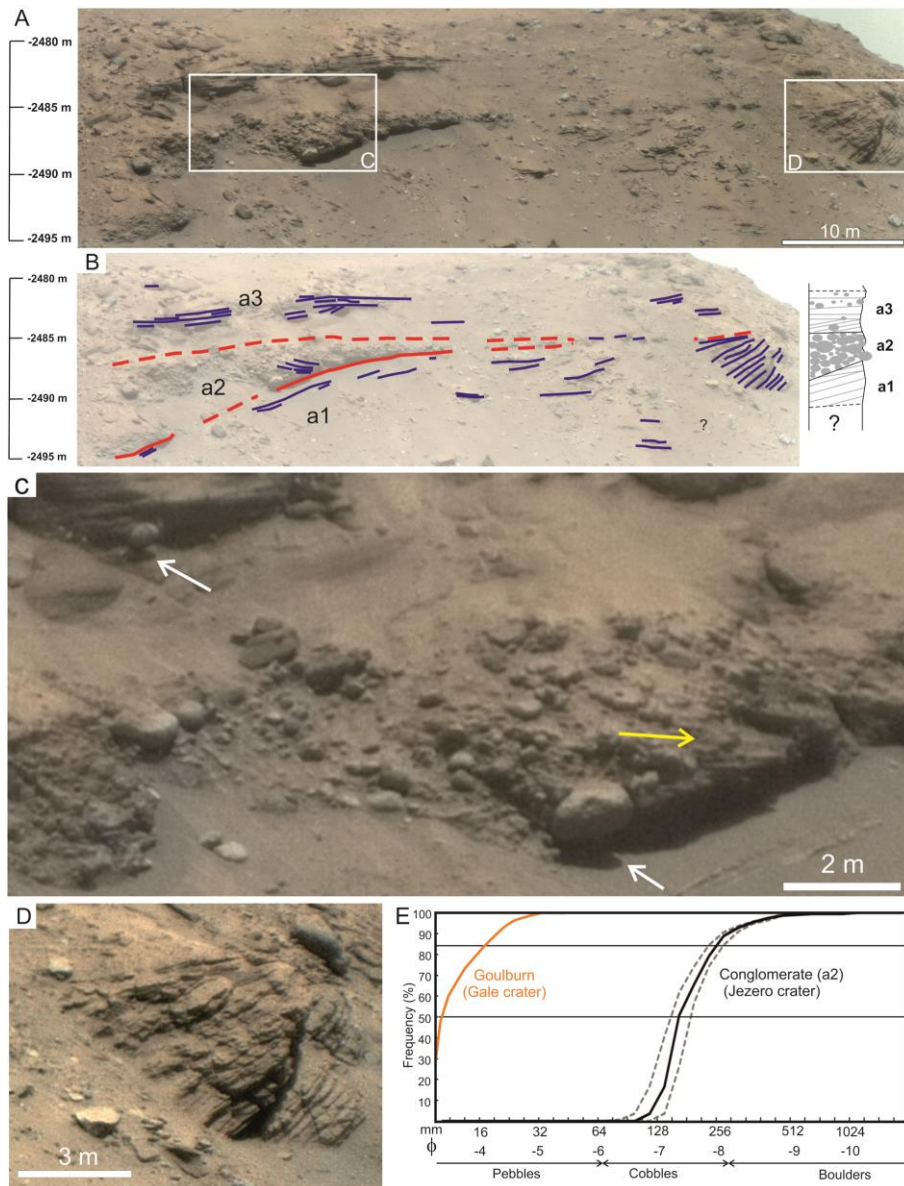 A
-2480 m
-2485 m
-2490 m
-2495 m
C
D
10 m
B
-2480 m
-2485 m
-2490 m
-2495 m
a3
a2
a1
?
a3
a2
a1
?
C
2 m
D
3 m
E
100
90
80
70
60
50
40
30
20
10
Frequency (%)
Goulburn
(Gale crater)
Conglomerate (a2)
(Jezero crater)
mm 16 32 64 128 256 512 1024
ϕ -4 -5 -6 -7 -8 -9 -10
Pebbles Cobbles Boulders